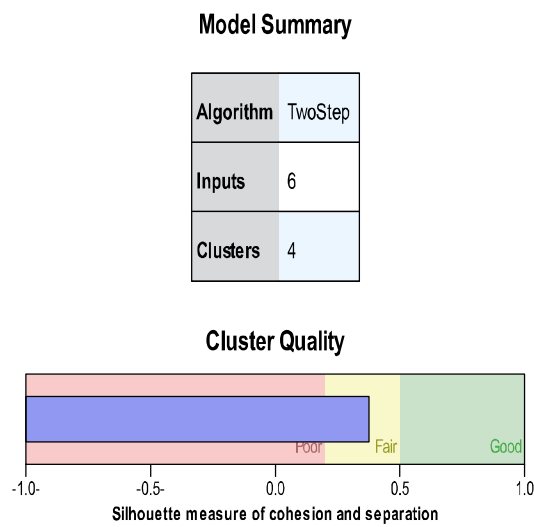 Model Summary
Algorithm TwoStep
Inputs 6
Clusters 4
Cluster Quality
Poor Fair Good
-1.0- -0.5- 0.0 0.5 1.0
Silhouette measure of cohesion and separation